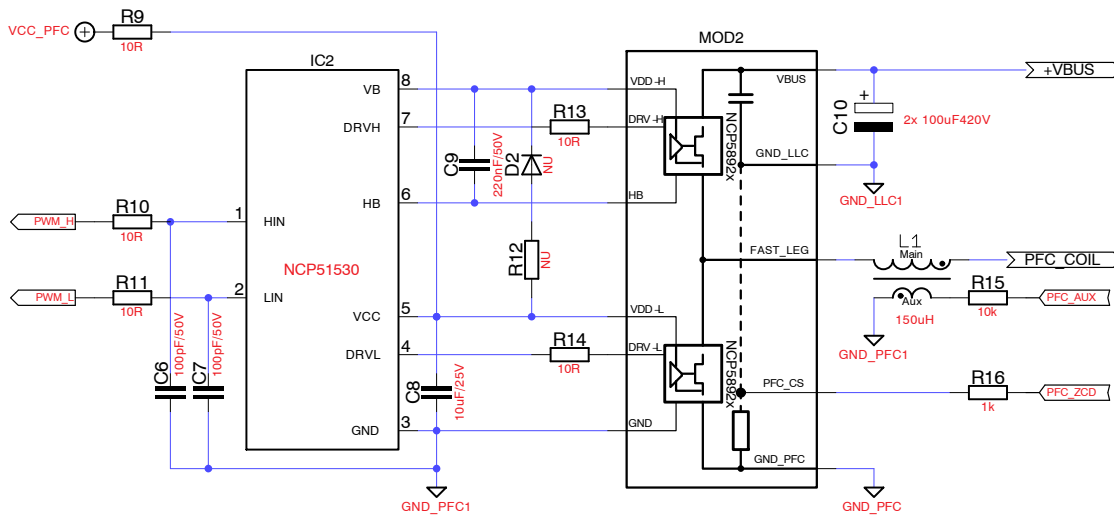 VCC_PFC
R9
10R
IC2
MOD2
8
VB
VDD-H
VBUS
+VBUS
7
DRVH
R13
10R
DRV-H
NCP5892x
C10
+
2x 100uF420V
C9
220nF/50V
D2
NU
GND_LLC
GND_LLC1
6
HB
HB
PWM_H
R10
10R
1
HIN
NCP51530
R12
NU
FAST_LEG
L1
Main
PFC_COIL
PWM_L
R11
10R
2
LIN
Aux
150uH
R15
10k
PFC_AUX
GND_PFC1
5
VCC
VDD-L
4
DRVL
R14
10R
DRV-L
NCP5892x
C6
100pF/50V
C7
100pF/50V
C8
10uF/25V
PFC_CS
R16
1k
PFC_ZCD
3
GND
GND
GND_PFC
GND_PFC1
GND_PFC